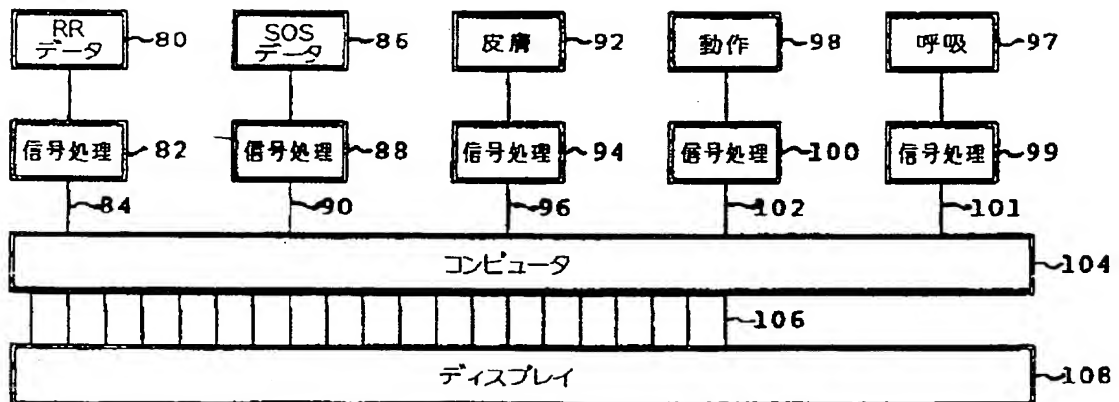 RR
データ
80
SOS
データ
86
皮膚
92
動作
98
呼吸
97
信号処理
82
信号処理
88
信号処理
94
信号処理
100
信号処理
99
84
90
96
102
101
コンピュータ
104
106
ディスプレイ
108